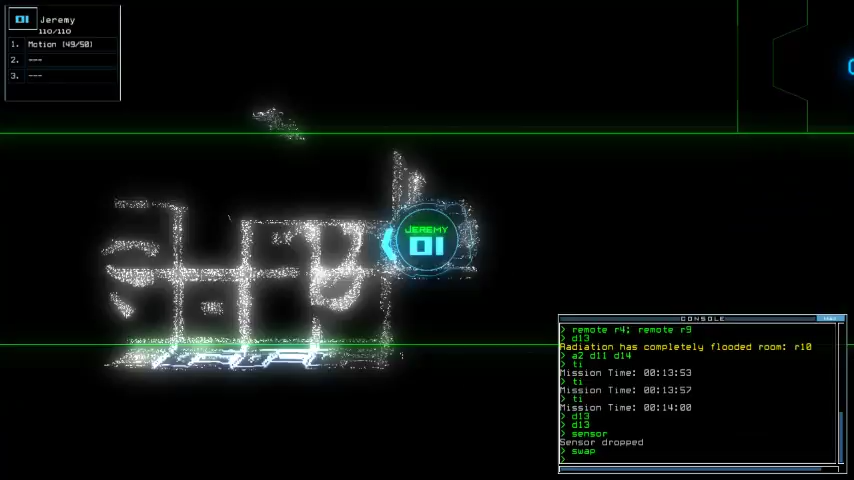 01 Jeremy
110/110
1. Motion [49/50]
2. ---
3. ---
JEREMY
01
CONSOLE
> remote r4; remote r9
> d13
Radiation has completely flooded room: r10
> a2 d11 d14
> ti
Mission Time: 00:13:53
> ti
Mission Time: 00:13:57
> ti
Mission Time: 00:14:00
> d13
> d13
> sensor
Sensor dropped
> swap
>